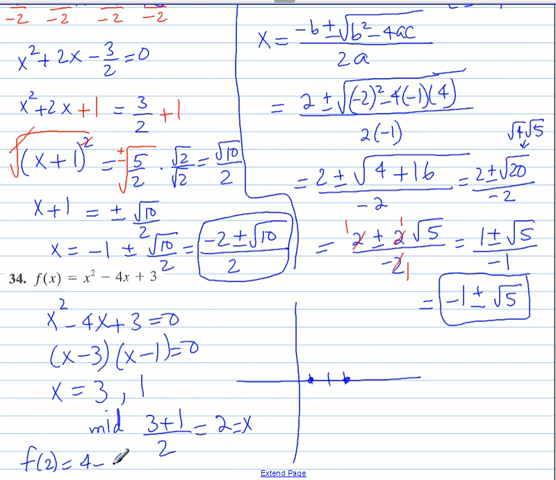 -2 -2 -2 -2
x² + 2x - 3/2 = 0
x² + 2x + 1 = 3/2 + 1
√(x+1)² = ±√5/2 · √2/√2 = √10/2
x + 1 = ± √10/2
x = -1 ± √10/2 = (-2 ± √10)/2
x = (-b ± √(b² - 4ac))/2a
= (2 ± √((-2)² - 4(-1)(4)))/2(-1)
√4√5
= (2 ± √(4 + 16))/-2 = (2 ± √20)/-2
= (2 ± 2√5)/-2 = (1 ± √5)/-1
= -1 ± √5
34. f(x) = x² - 4x + 3
x² - 4x + 3 = 0
(x-3)(x-1) = 0
x = 3, 1
mid (3+1)/2 = 2 = x
f(2) = 4 -
Extend Page